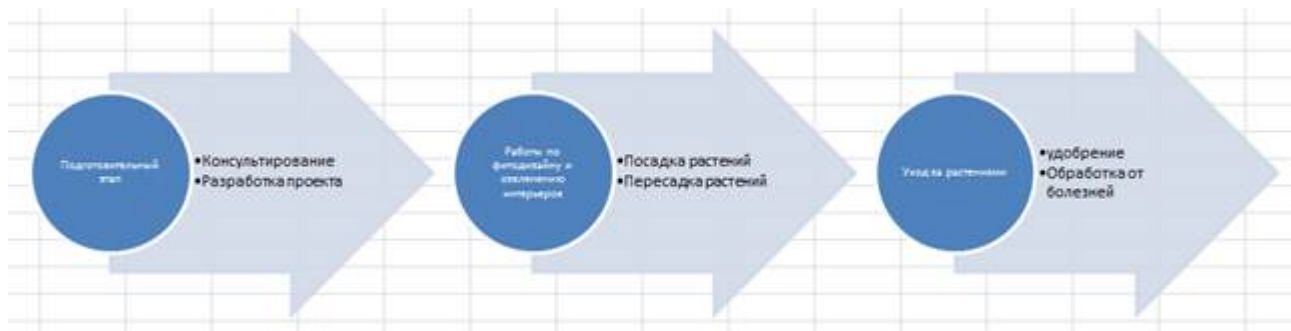 Подготовительный
этап
•Консультирование
•Разработка проекта
Работы по
фитодизайну и
озеленению
интерьеров
•Посадка растений
•Пересадка растений
Уход за растениями
•удобрение
•Обработка от
болезней